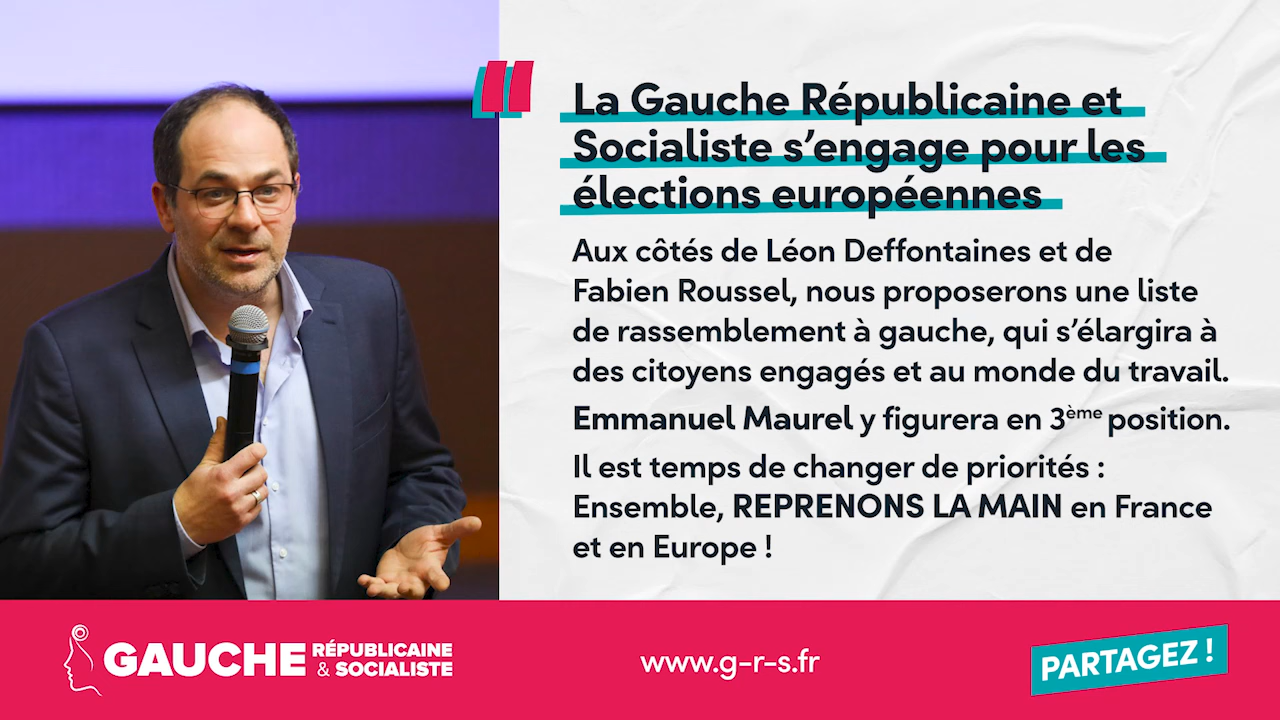 La Gauche Républicaine et
Socialiste s’engage pour les
élections européennes
Aux côtés de Léon Deffontaines et de
Fabien Roussel, nous proposerons une liste
de rassemblement à gauche, qui s’élargira à
des citoyens engagés et au monde du travail.
Emmanuel Maurel y figurera en 3ème position.
Il est temps de changer de priorités :
Ensemble, REPRENONS LA MAIN en France
et en Europe !
GAUCHE RÉPUBLICAINE
& SOCIALISTE
www.g-r-s.fr
PARTAGEZ !